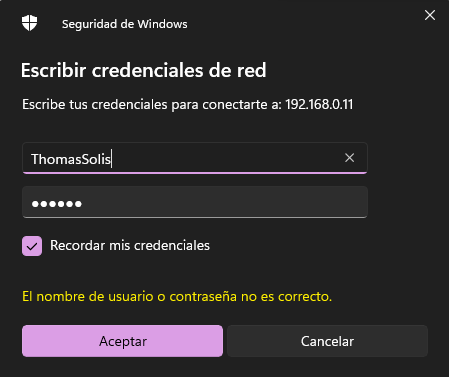 Seguridad de Windows
Escribir credenciales de red
Escribe tus credenciales para conectarte a: 192.168.0.11
ThomasSolis
●●●●●●
Recordar mis credenciales
El nombre de usuario o contraseña no es correcto.
Aceptar
Cancelar